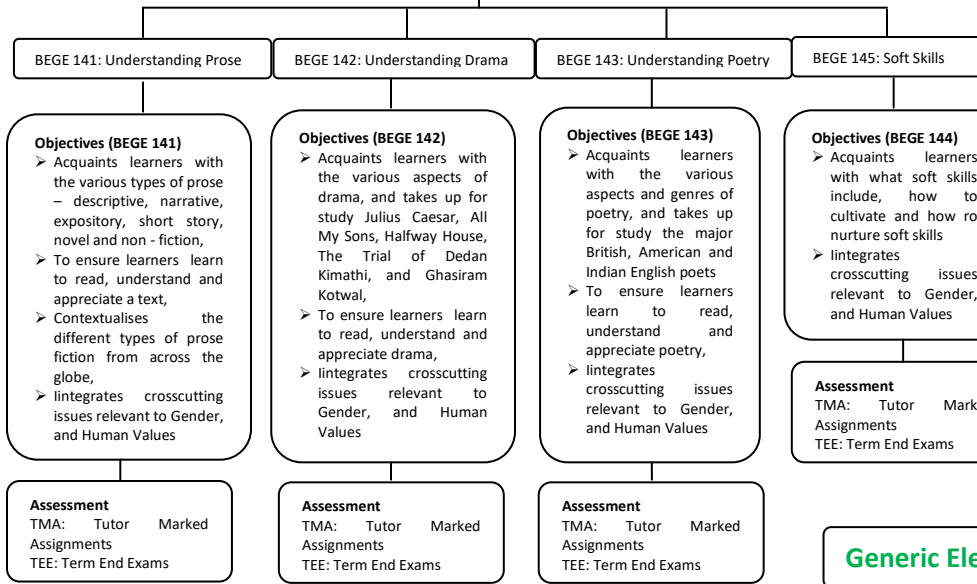 BEGE 141: Understanding Prose
BEGE 142: Understanding Drama
BEGE 143: Understanding Poetry
BEGE 145: Soft Skills
Objectives (BEGE 141)
➢ Acquaints learners with
the various types of prose
– descriptive, narrative,
expository, short story,
novel and non - fiction,
➢ To ensure learners learn
to read, understand and
appreciate a text,
➢ Contextualises the
different types of prose
fiction from across the
globe,
➢ Iintegrates crosscutting
issues relevant to Gender,
and Human Values
Objectives (BEGE 142)
➢ Acquaints learners with
the various aspects of
drama, and takes up for
study Julius Caesar, All
My Sons, Halfway House,
The Trial of Dedan
Kimathi, and Ghasiram
Kotwal,
➢ To ensure learners learn
to read, understand and
appreciate drama,
➢ Iintegrates crosscutting
issues relevant to
Gender, and Human
Values
Objectives (BEGE 143)
➢ Acquaints learners
with the various
aspects and genres of
poetry, and takes up
for study the major
British, American and
Indian English poets
➢ To ensure learners
learn to read,
understand and
appreciate poetry,
➢ Iintegrates
crosscutting issues
relevant to Gender,
and Human Values
Objectives (BEGE 144)
➢ Acquaints learners
with what soft skills
include, how to
cultivate and how ro
nurture soft skills
➢ Iintegrates
crosscutting issues
relevant to Gender,
and Human Values
Assessment
TMA: Tutor Marked
Assignments
TEE: Term End Exams
Assessment
TMA: Tutor Marked
Assignments
TEE: Term End Exams
Assessment
TMA: Tutor Marked
Assignments
TEE: Term End Exams
Assessment
TMA: Tutor Mark
Assignments
TEE: Term End Exams
Generic Ele